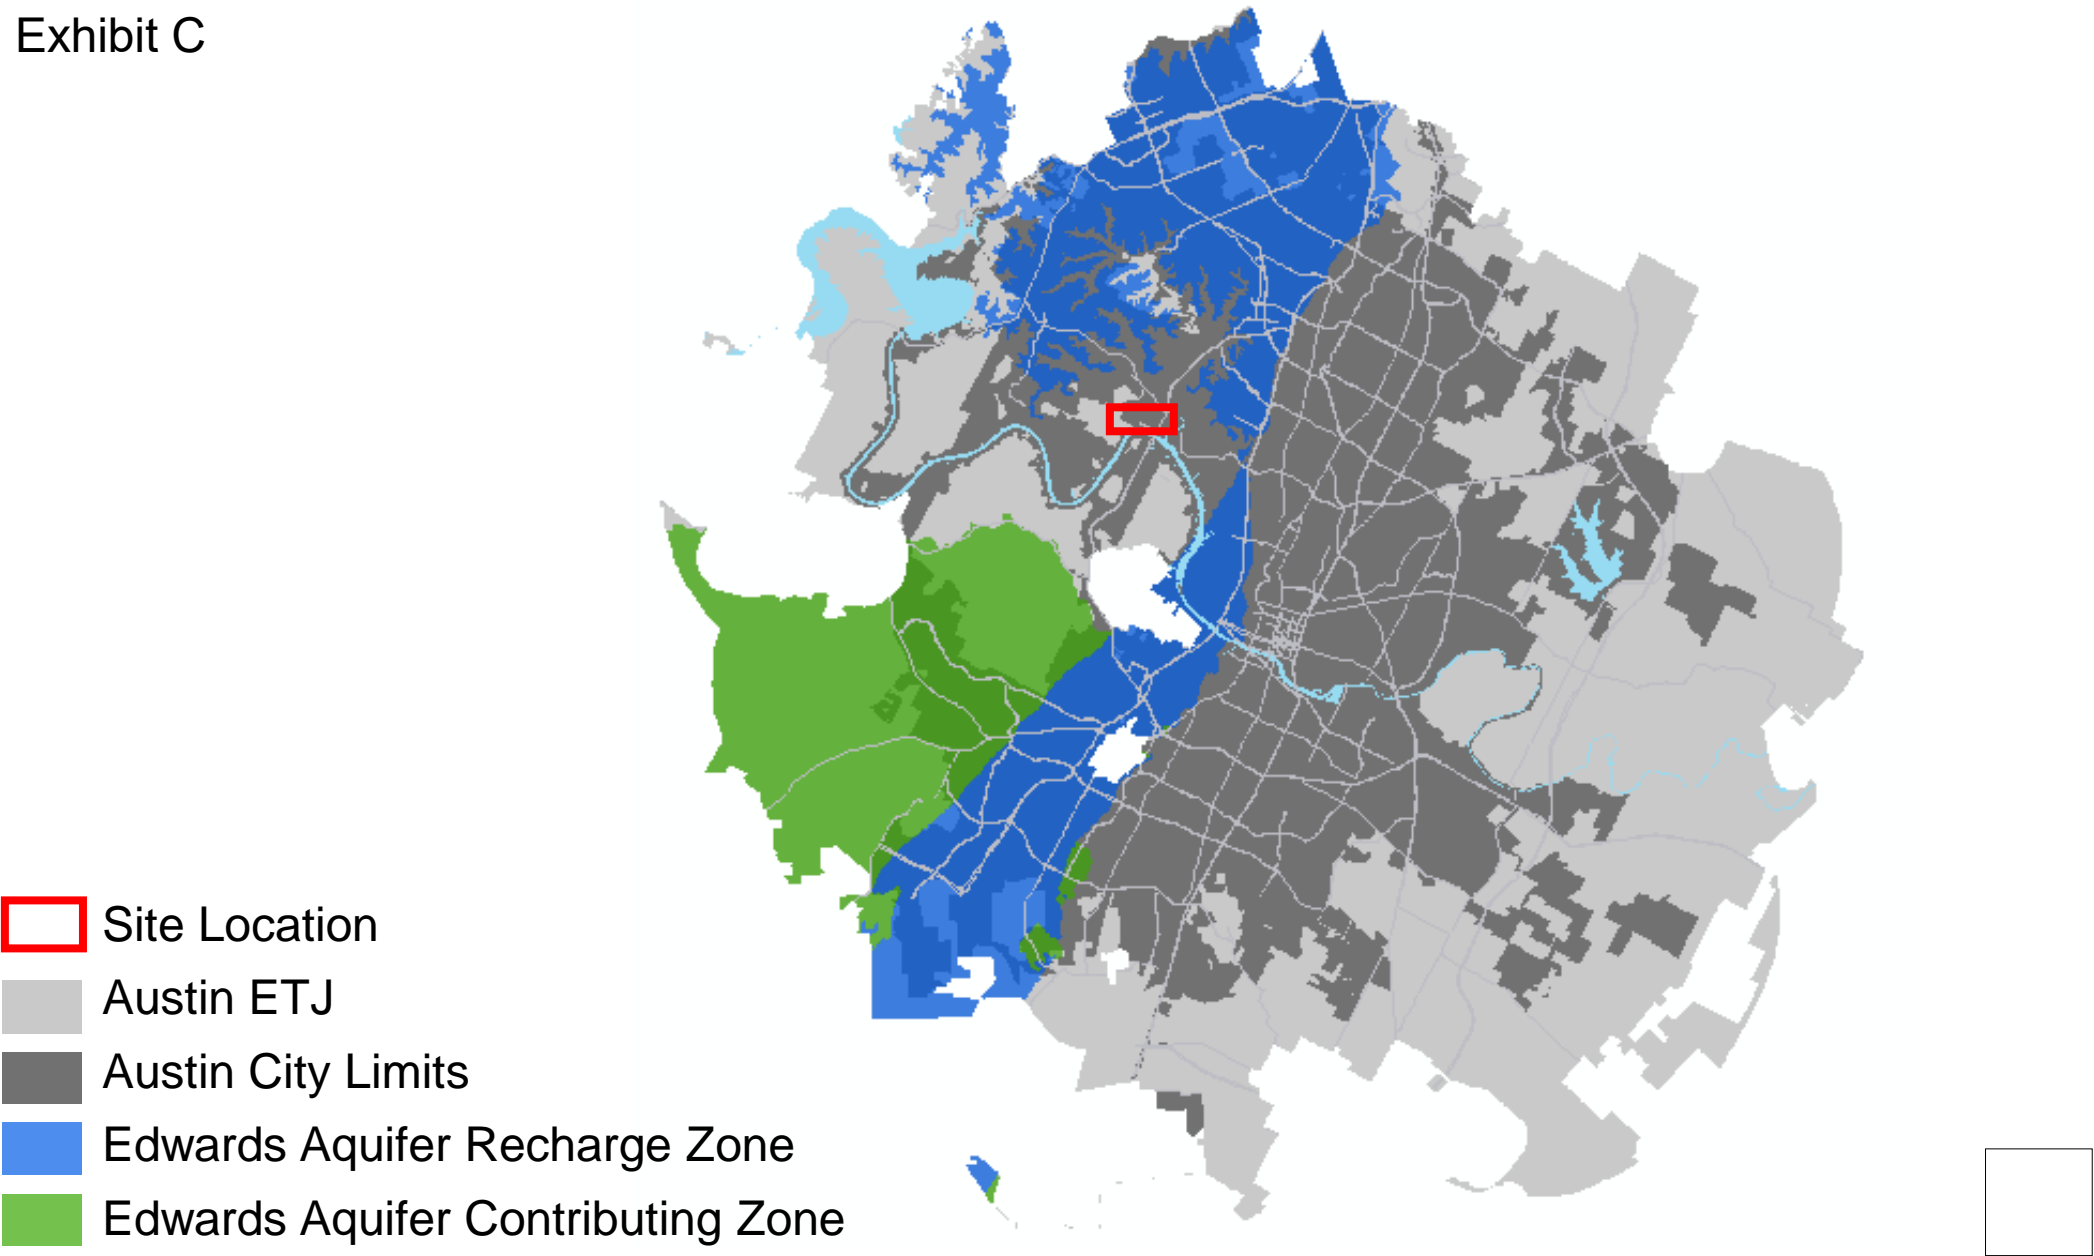 Exhibit C
Site Location
Austin ETJ
Austin City Limits
Edwards Aquifer Recharge Zone
Edwards Aquifer Contributing Zone